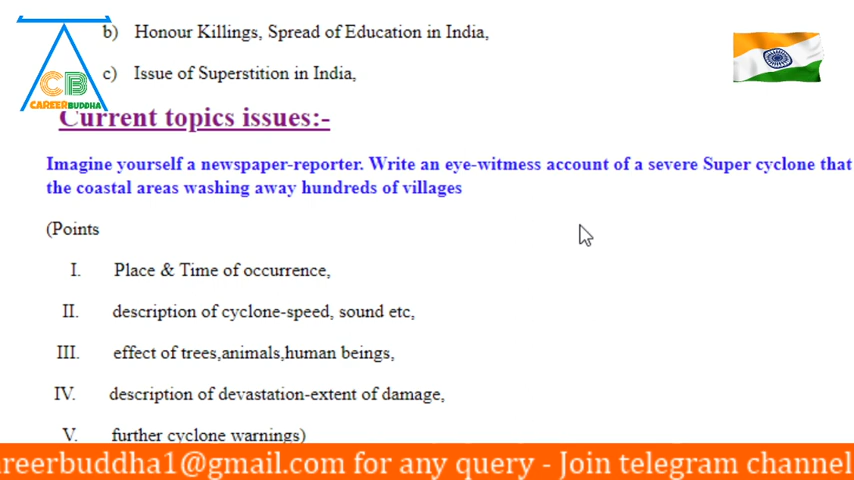 b) Honour Killings, Spread of Education in India,
c) Issue of Superstition in India,
CB
CAREERBUDDHA
Current topics issues:-
Imagine yourself a newspaper-reporter. Write an eye-witness account of a severe Super cyclone that
the coastal areas washing away hundreds of villages
(Points
I. Place & Time of occurrence,
II. description of cyclone-speed, sound etc,
III. effect of trees,animals,human beings,
IV. description of devastation-extent of damage,
V. further cyclone warnings)
areerbuddha1@gmail.com for any query - Join telegram channel